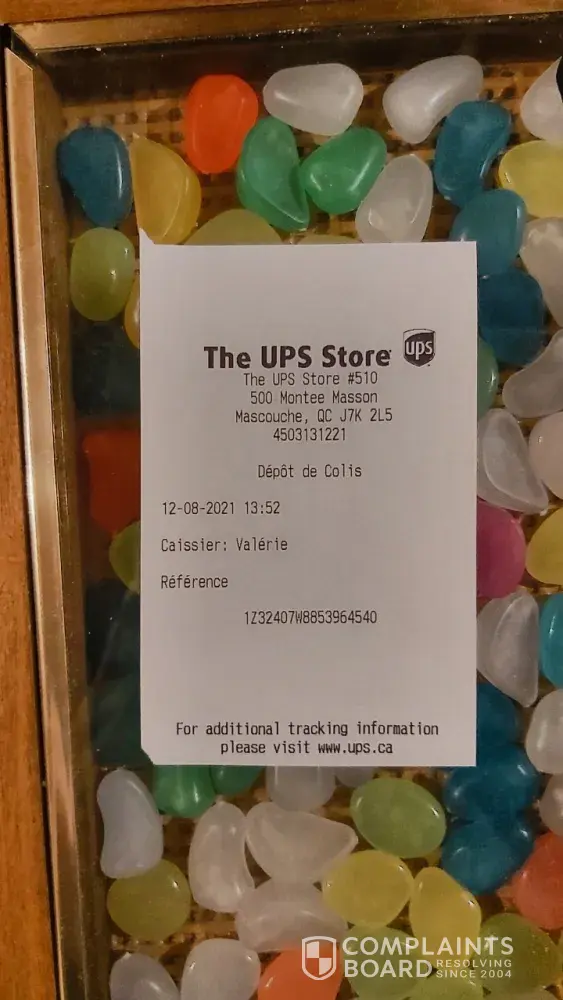 The UPS Store ups
The UPS Store #510
500 Montee Masson
Mascouche, QC J7K 2L5
4503131221
Dépôt de Colis
12-08-2021 13:52
Caissier: Valérie
Référence
1Z32407W8853964540
For additional tracking information
please visit www.ups.ca
COMPLAINTS
BOARD RESOLVING
SINCE 2004